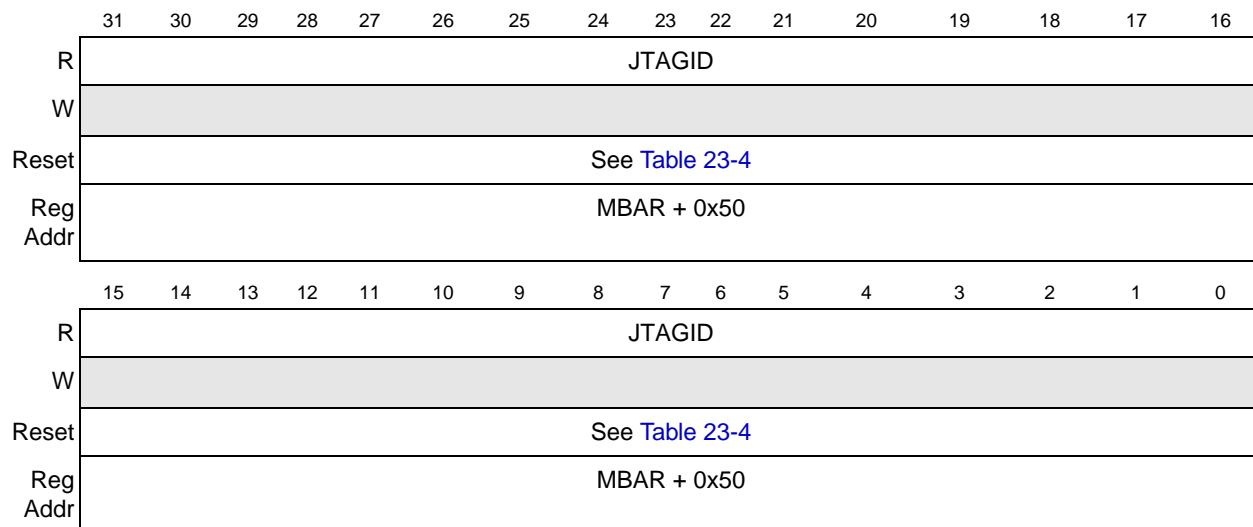 31 30 29 28 27 26 25 24 23 22 21 20 19 18 17 16
R JTAGID
W
Reset See Table 23-4
Reg MBAR + 0x50
Addr
15 14 13 12 11 10 9 8 7 6 5 4 3 2 1 0
R JTAGID
W
Reset See Table 23-4
Reg MBAR + 0x50
Addr